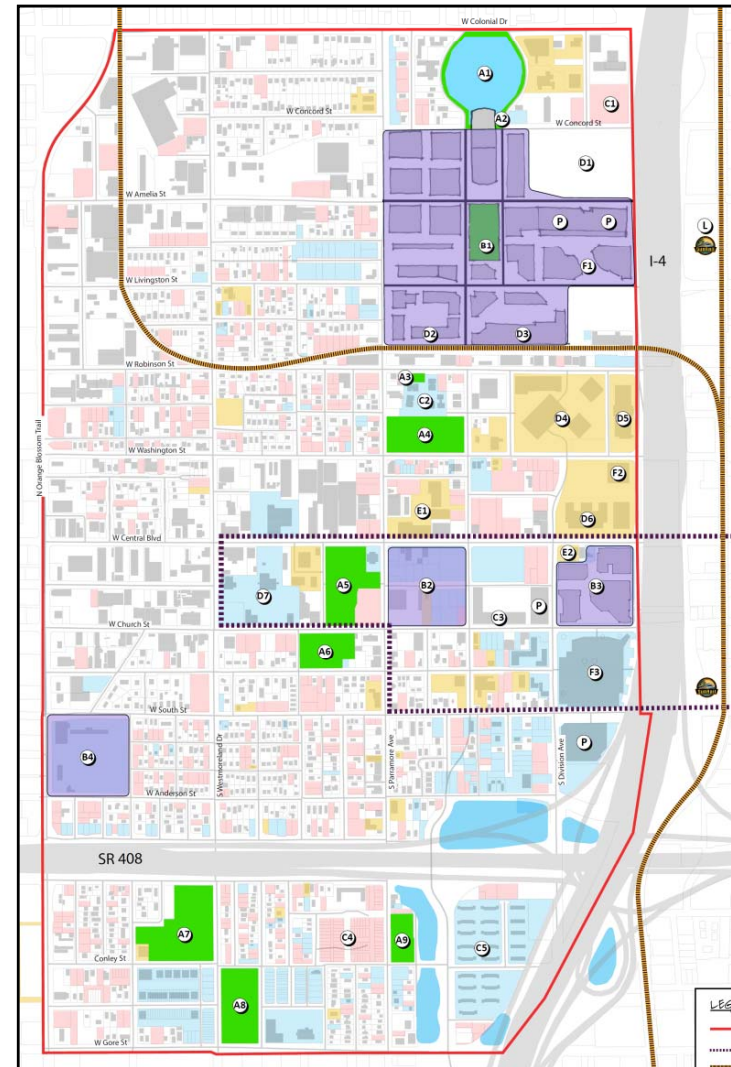 W Colonial Dr
A1
C1
W Concord St
A2
W Concord St
D1
W Amelia St
P
P
L
B1
I-4
F1
W Livingston St
D2
D3
W Robinson St
A3
C2
D4
D5
N Orange Blossom Trail
A4
W Washington St
F2
E1
D6
W Central Blvd
E2
D7
A5
B2
B3
P
C3
W Church St
A6
F3
W South St
S Westmoreland Dr
S Parramore Ave
S Division Ave
P
B4
W Anderson St
SR 408
A7
C4
A9
C5
Conley St
A8
LEG
W Gore St